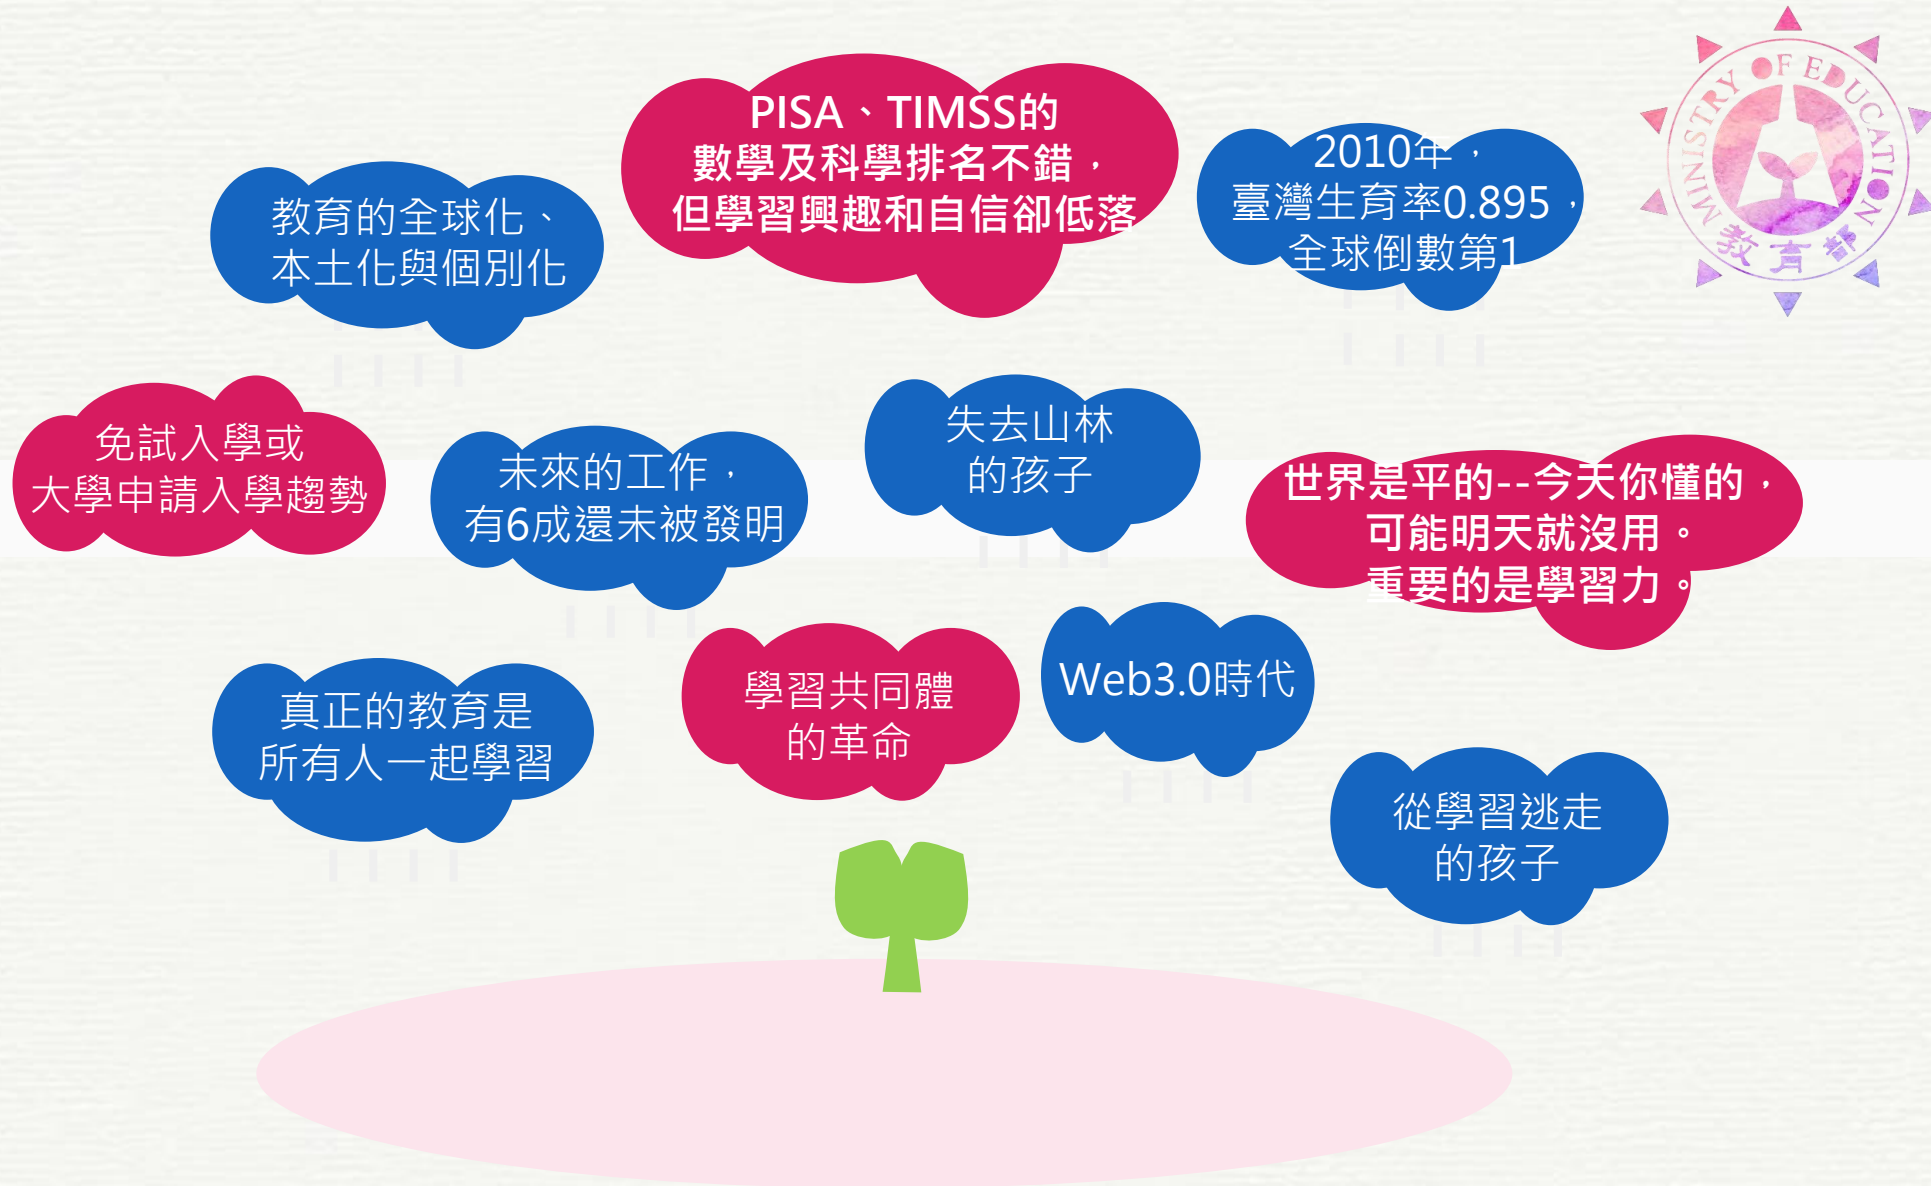 PISA、TIMSS的
數學及科學排名不錯，
但學習興趣和自信卻低落
2010年，
臺灣生育率0.895，
全球倒數第1
MINISTRY OF EDUCATION
教育部
教育的全球化、
本土化與個別化
免試入學或
大學申請入學趨勢
未來的工作，
有6成還未被發明
失去山林
的孩子
世界是平的--今天你懂的，
可能明天就沒用。
重要的是學習力。
真正的教育是
所有人一起學習
學習共同體
的革命
Web3.0時代
從學習逃走
的孩子